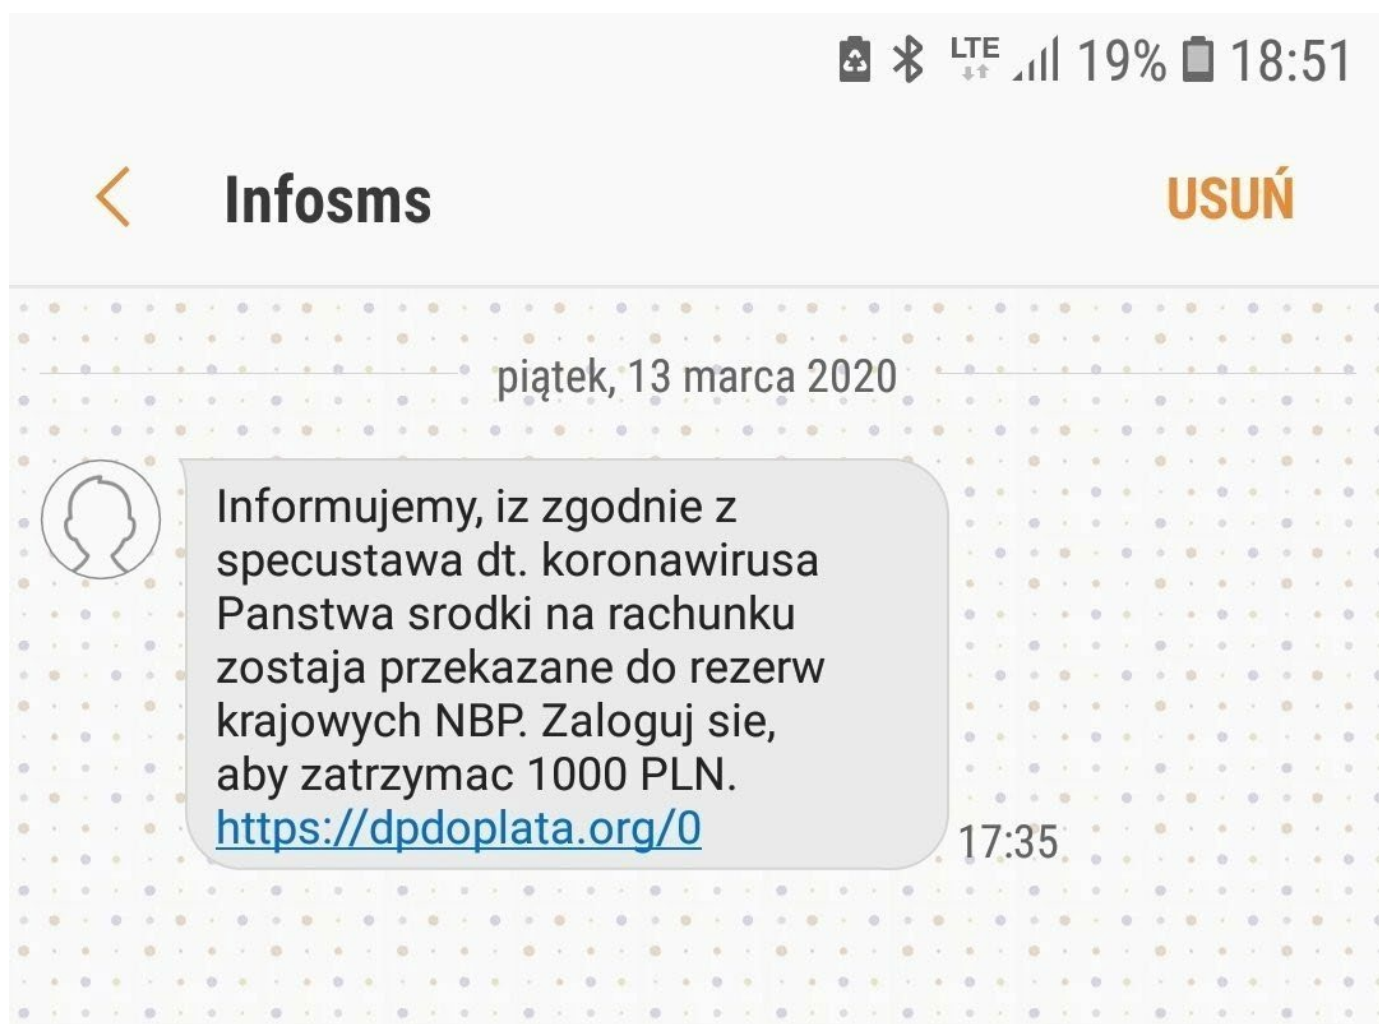 LTE 19% 18:51
Infosms USUŃ
piątek, 13 marca 2020
Informujemy, iz zgodnie z
specustawa dt. koronawirusa
Panstwa srodki na rachunku
zostaja przekazane do rezerw
krajowych NBP. Zaloguj sie,
aby zatrzymac 1000 PLN.
https://dpdoplata.org/0
17:35